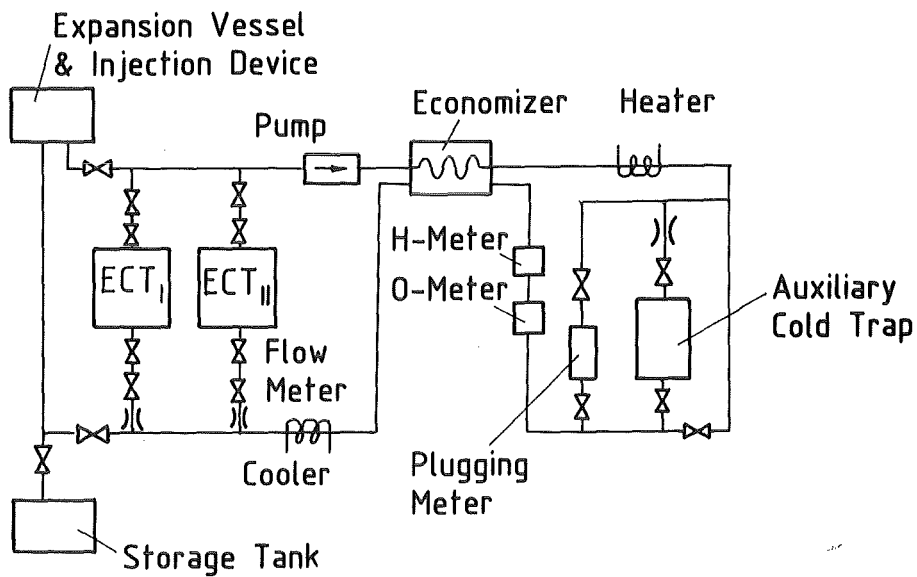 Expansion Vessel
& Injection Device
Pump
Economizer
Heater
H-Meter
O-Meter
ECT I
ECT II
Auxiliary
Cold Trap
Flow
Meter
Cooler
Plugging
Meter
Storage Tank